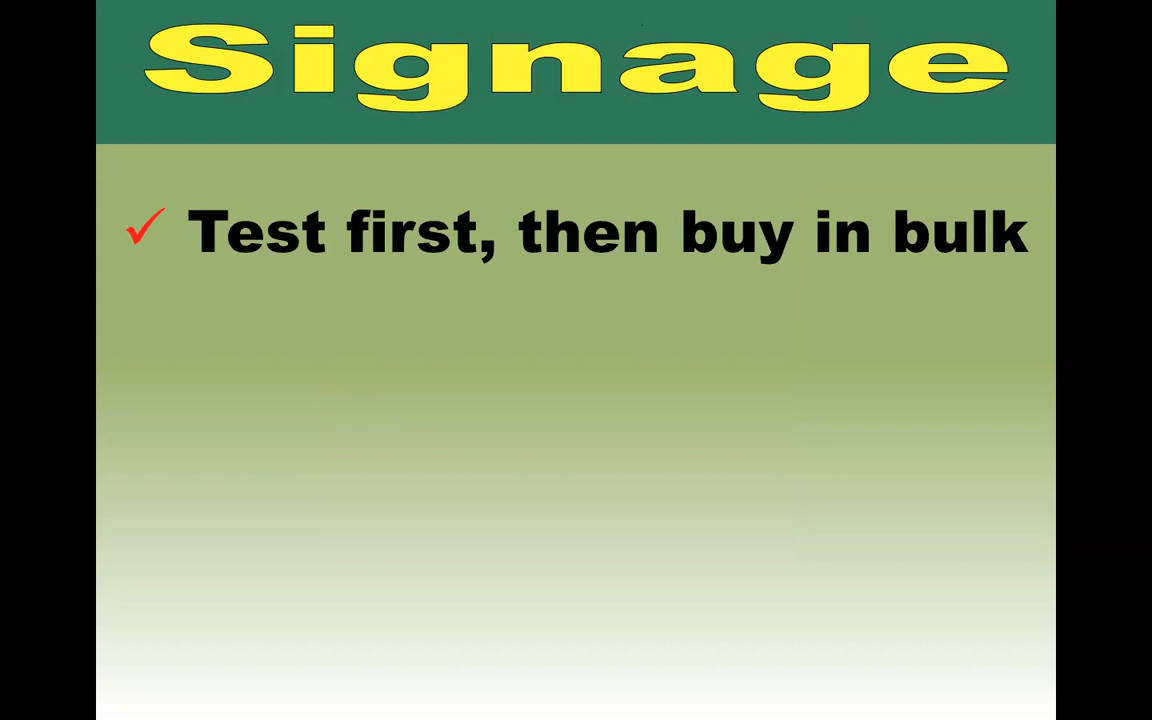 Signage
✓ Test first, then buy in bulk